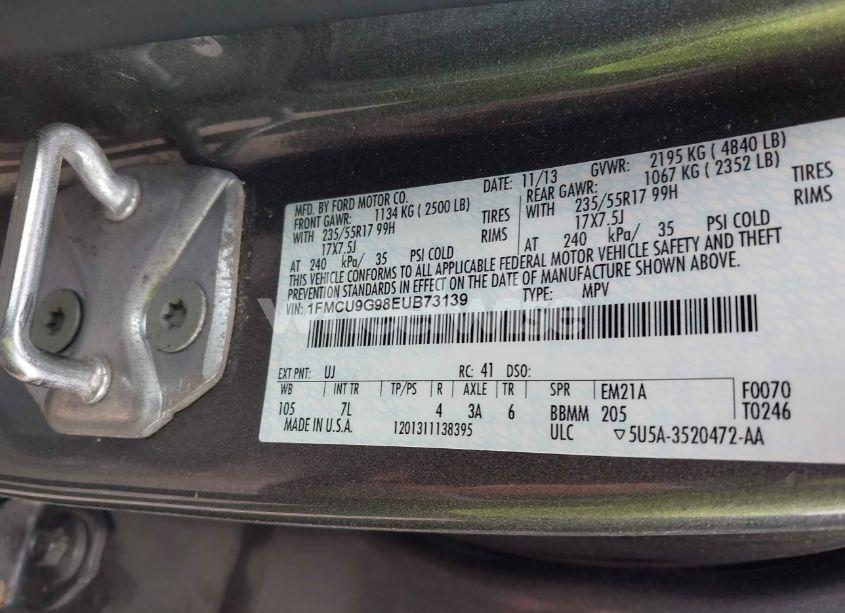 MFD. BY FORD MOTOR CO. DATE: 11/13 GVWR: 2195 KG ( 4840 LB)
FRONT GAWR: 1134 KG ( 2500 LB) REAR GAWR: 1067 KG ( 2352 LB)
WITH 235/55R17 99H TIRES WITH 235/55R17 99H TIRES
17X7.5J RIMS 17X7.5J RIMS
AT 240 kPa/ 35 PSI COLD AT 240 kPa/ 35 PSI COLD
THIS VEHICLE CONFORMS TO ALL APPLICABLE FEDERAL MOTOR VEHICLE SAFETY AND THEFT
PREVENTION STANDARDS IN EFFECT ON THE DATE OF MANUFACTURE SHOWN ABOVE.
VIN: 1FMCU9G98EUB73139 TYPE: MPV
EXT PNT: UJ RC: 41 DSO:
WB INT TR TP/PS R AXLE TR SPR EM21A F0070
105 7L 4 3A 6 BBMM 205 T0246
MADE IN U.S.A. 1201311138395 ULC ▽5U5A-3520472-AA